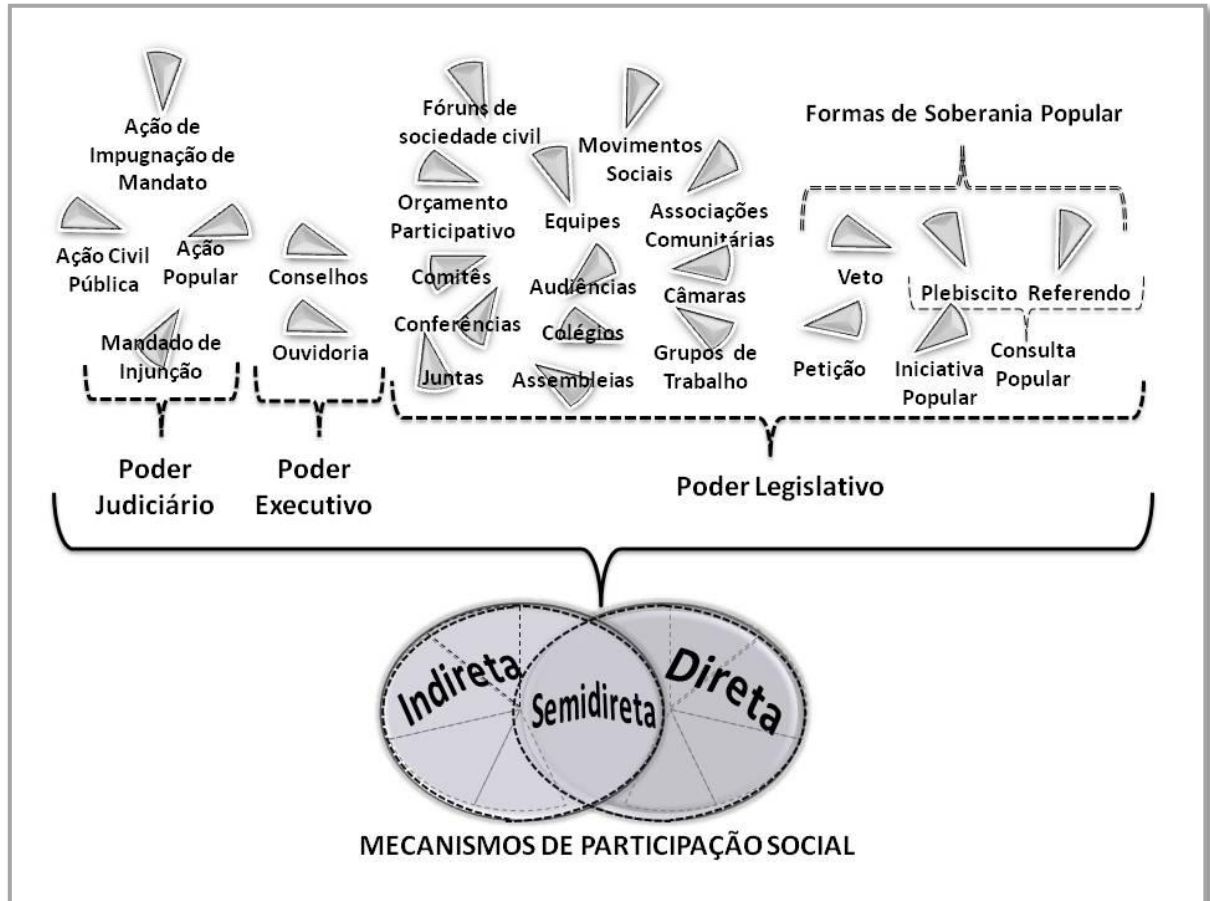 Ação de
Impugnação de
Mandato
Ação Civil
Pública
Ação
Popular
Mandado de
Injunção
Poder
Judiciário
Conselhos
Ouvidoria
Poder
Executivo
Fóruns de
sociedade civil
Movimentos
Sociais
Orçamento
Participativo
Equipes
Associações
Comunitárias
Comitês
Audiências
Câmaras
Conferências
Colégios
Grupos de
Trabalho
Juntas
Assembleias
Formas de Soberania Popular
Veto
Plebiscito
Referendo
Petição
Iniciativa
Popular
Consulta
Popular
Poder Legislativo
Indireta
Semidireta
Direta
MECANISMOS DE PARTICIPAÇÃO SOCIAL